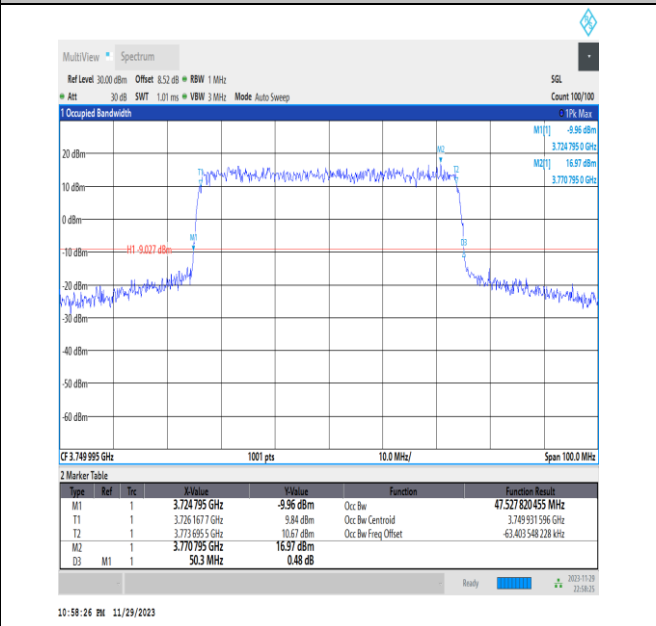 MultiView Spectrum
Ref Level 30.00 dBm Offset 8.52 dB RBW 1 MHz SGL
Att 30 dB SWT 1.01 ms VBW 3 MHz Mode Auto Sweep Count 100/100
1 Occupied Bandwidth 1Pk Max
M1[1] -9.96 dBm
3.724 795 0 GHz
M2[1] 16.97 dBm
3.770 795 0 GHz
M2
20 dBm
T1 T2
10 dBm
0 dBm
M1 D3
H1 -9.027 dBm
-10 dBm
-20 dBm
-30 dBm
-40 dBm
-50 dBm
-60 dBm
CF 3.749 995 GHz 1001 pts 10.0 MHz/ Span 100.0 MHz
2 Marker Table
Type Ref Trc X-Value Y-Value Function Function Result
M1 1 3.724 795 GHz -9.96 dBm Occ Bw 47.527 820 455 MHz
T1 1 3.726 167 7 GHz 9.84 dBm Occ Bw Centroid 3.749 931 596 GHz
T2 1 3.773 695 5 GHz 10.67 dBm Occ Bw Freq Offset -63.403 548 228 kHz
M2 1 3.770 795 GHz 16.97 dBm
D3 M1 1 50.3 MHz 0.48 dB
Ready 2023-11-29
22:58:25
10:58:26 PM 11/29/2023